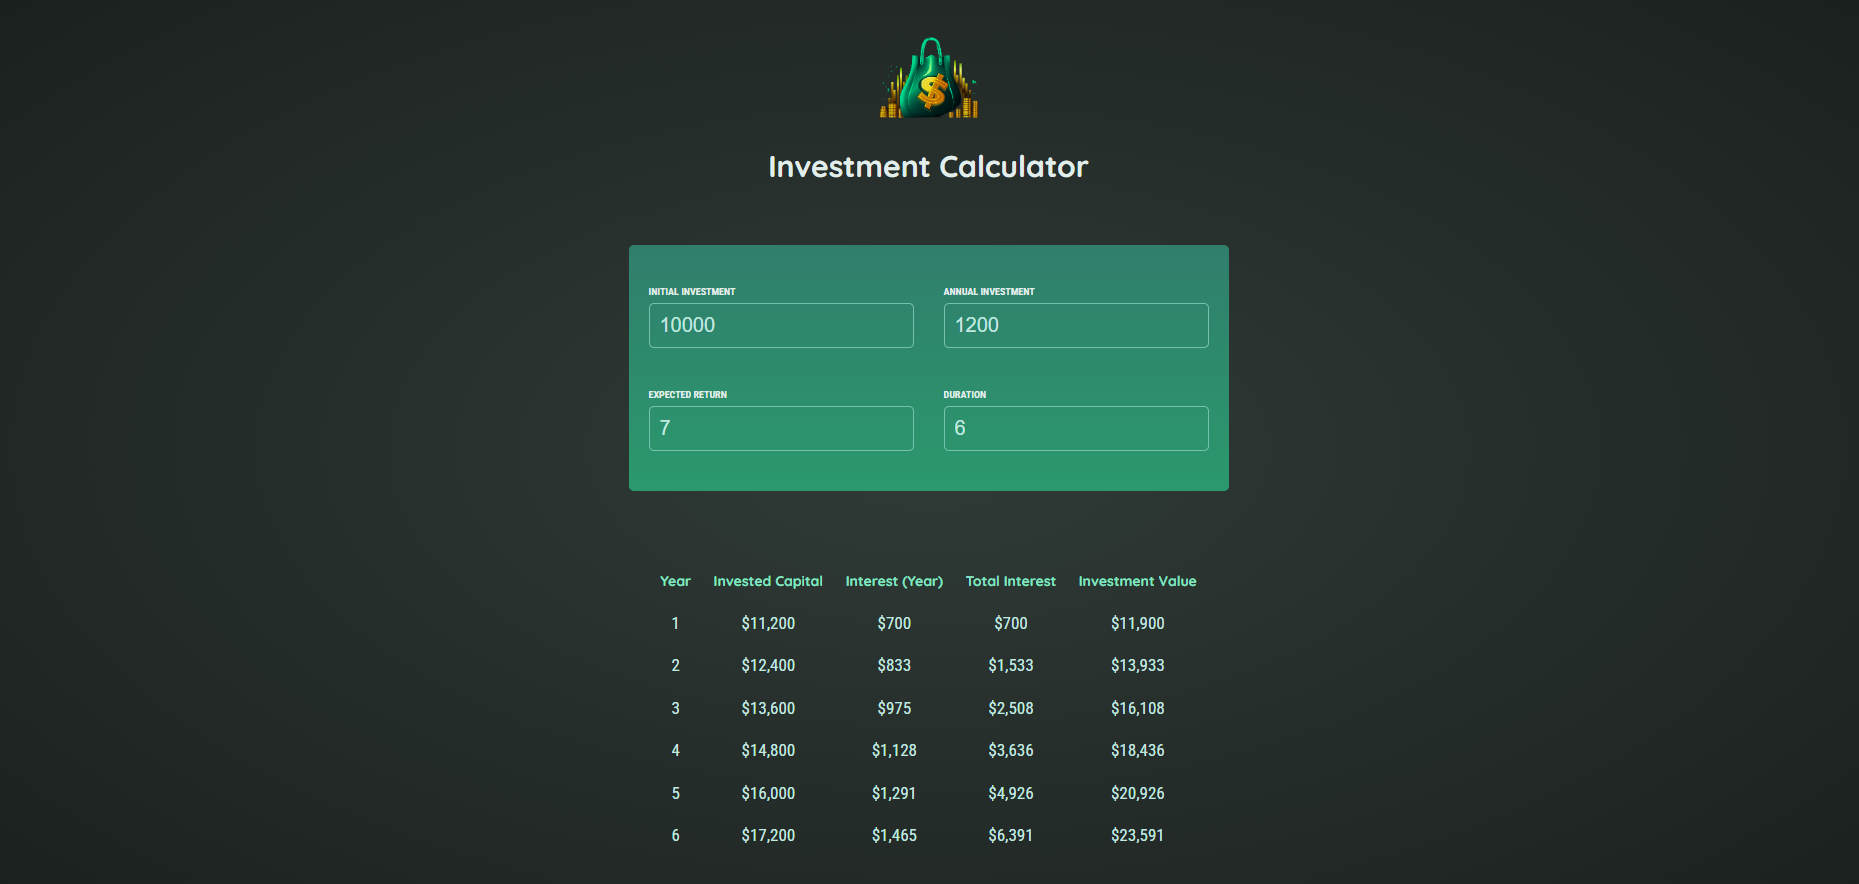 $
Investment Calculator
INITIAL INVESTMENT ANNUAL INVESTMENT
10000 1200
EXPECTED RETURN DURATION
7 6
Year Invested Capital Interest (Year) Total Interest Investment Value
1 $11,200 $700 $700 $11,900
2 $12,400 $833 $1,533 $13,933
3 $13,600 $975 $2,508 $16,108
4 $14,800 $1,128 $3,636 $18,436
5 $16,000 $1,291 $4,926 $20,926
6 $17,200 $1,465 $6,391 $23,591